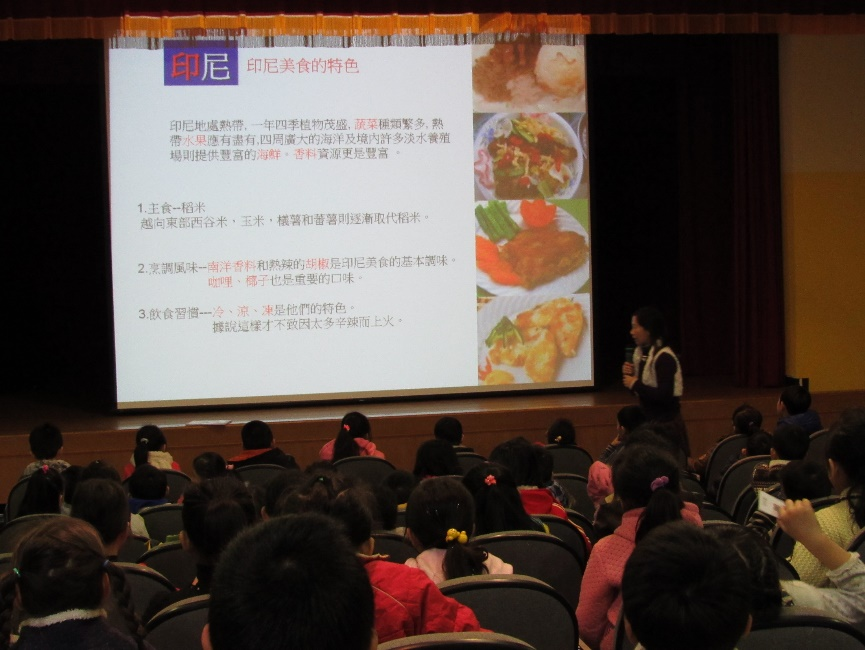 印尼 印尼美食的特色
印尼地處熱帶, 一年四季植物茂盛, 蔬菜種類繁多, 熱
帶水果應有盡有,四周廣大的海洋及境內許多淡水養殖
場則提供豐富的海鮮。香料資源更是豐富 。
1.主食--稻米
越向東部西谷米，玉米，樹薯和蕃薯則逐漸取代稻米。
2.烹調風味--南洋香料和熱辣的胡椒是印尼美食的基本調味。
咖哩、椰子也是重要的口味。
3.飲食習慣---冷、涼、凍是他們的特色。
據說這樣才不致因太多辛辣而上火。